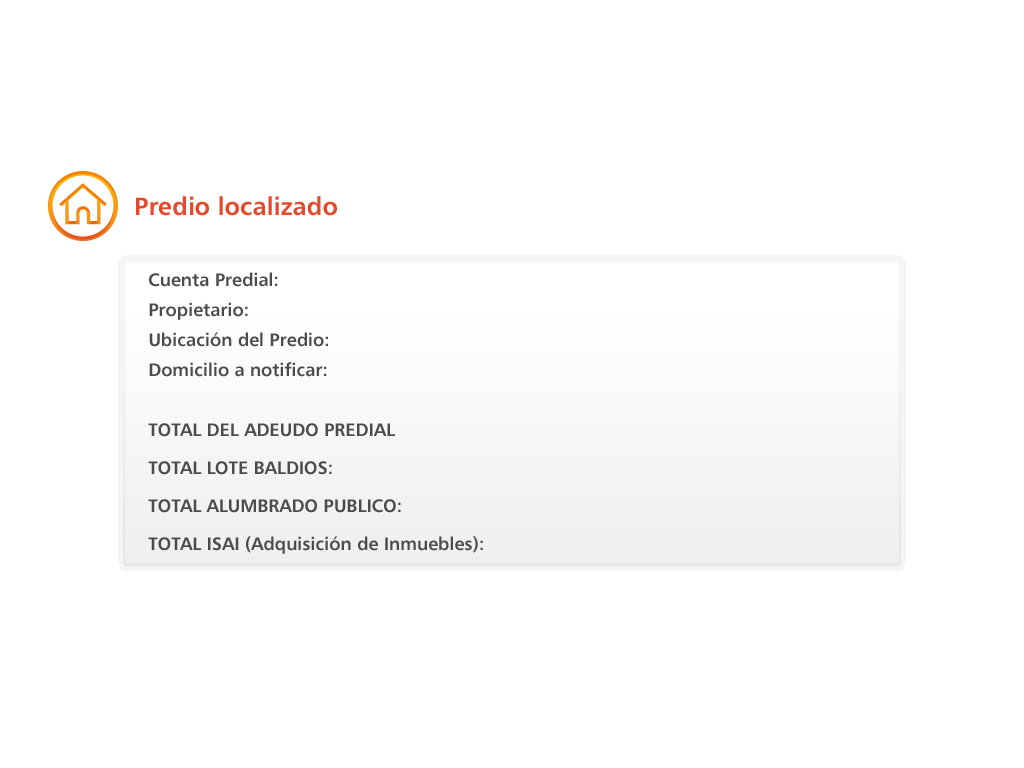 Predio localizado
Cuenta Predial:
Propietario:
Ubicación del Predio:
Domicilio a notificar:
TOTAL DEL ADEUDO PREDIAL
TOTAL LOTE BALDIOS:
TOTAL ALUMBRADO PUBLICO:
TOTAL ISAI (Adquisición de Inmuebles):